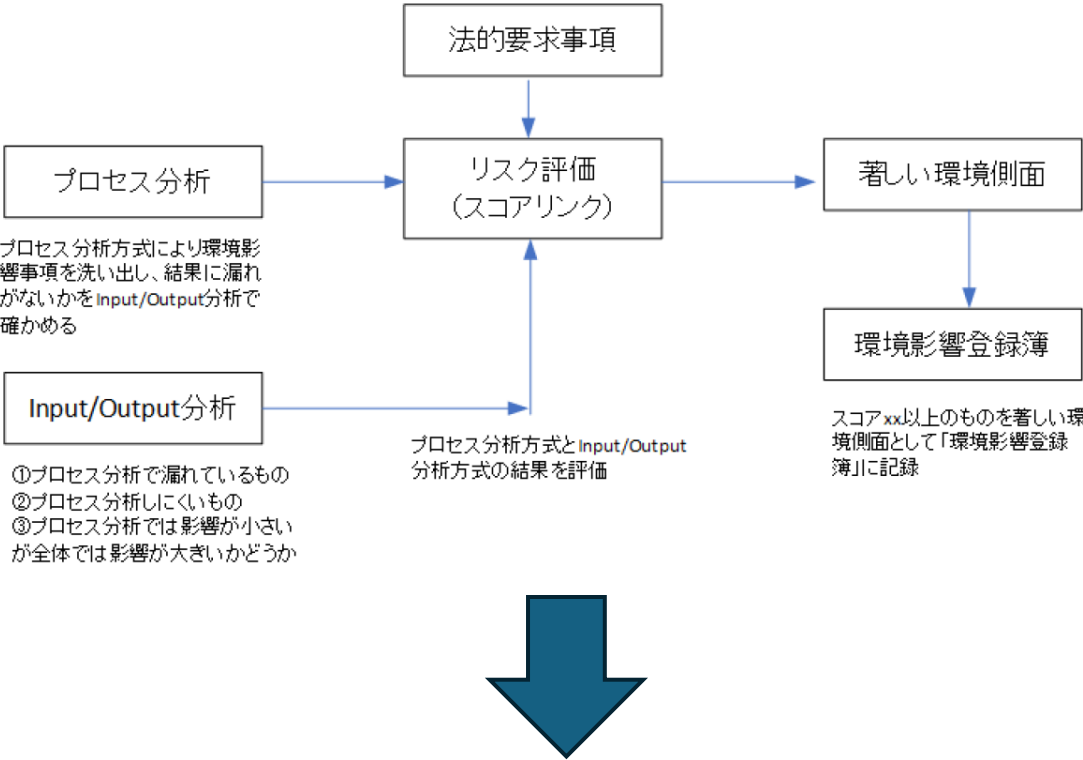 法的要求事項
プロセス分析
リスク評価
（スコアリンク）
著しい環境側面
プロセス分析方式により環境影
響事項を洗い出し、結果に漏れ
がないかをInput/Output分析で
確かめる
環境影響登録簿
Input/Output分析
プロセス分析方式とInput/Output
分析方式の結果を評価
スコアxx以上のものを著しい環
境側面として「環境影響登録
簿」に記録
①プロセス分析で漏れているもの
②プロセス分析しにくいもの
③プロセス分析では影響が小さい
が全体では影響が大きいかどうか